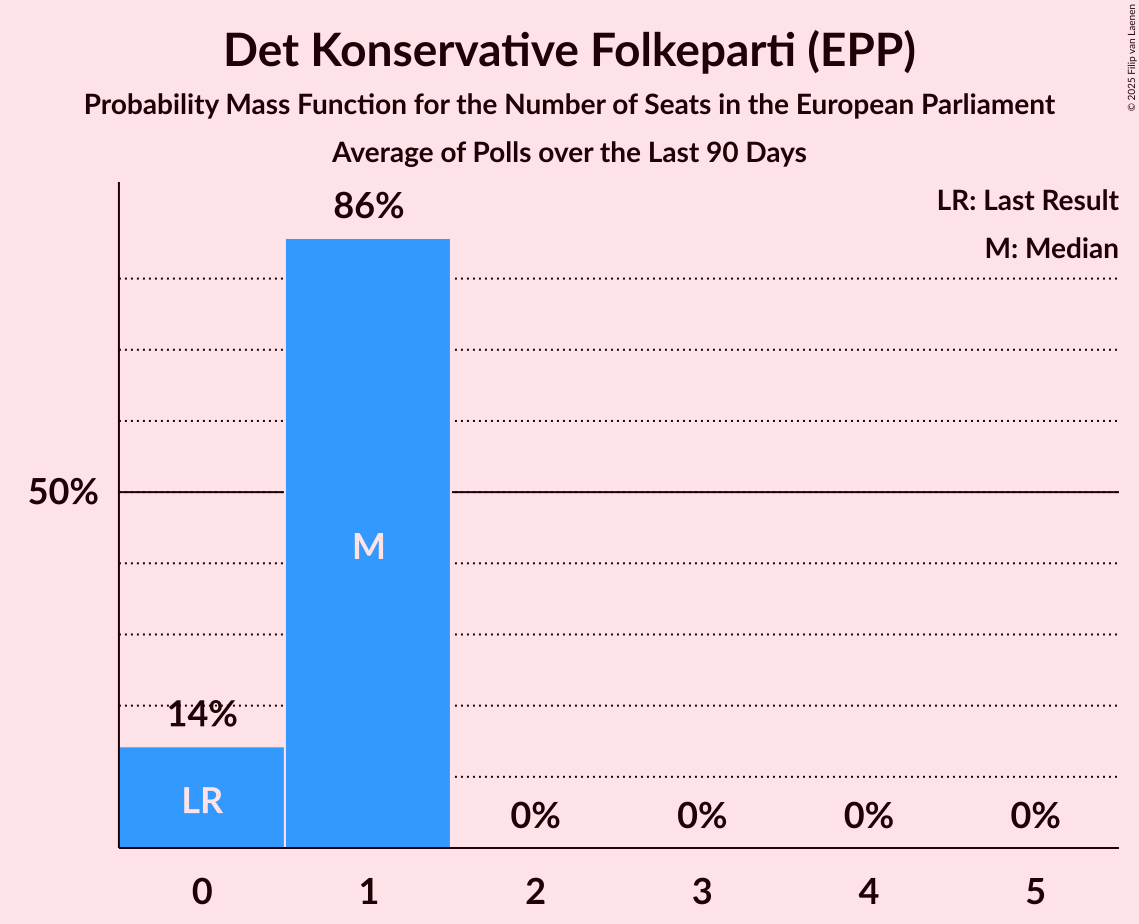 Det Konservative Folkeparti (EPP)
Probability Mass Function for the Number of Seats in the European Parliament
Average of Polls over the Last 90 Days
© 2025 Filip van Laenen
LR: Last Result
M: Median
86%
50%
M
14%
LR
0%
0%
0%
0%
0
1
2
3
4
5